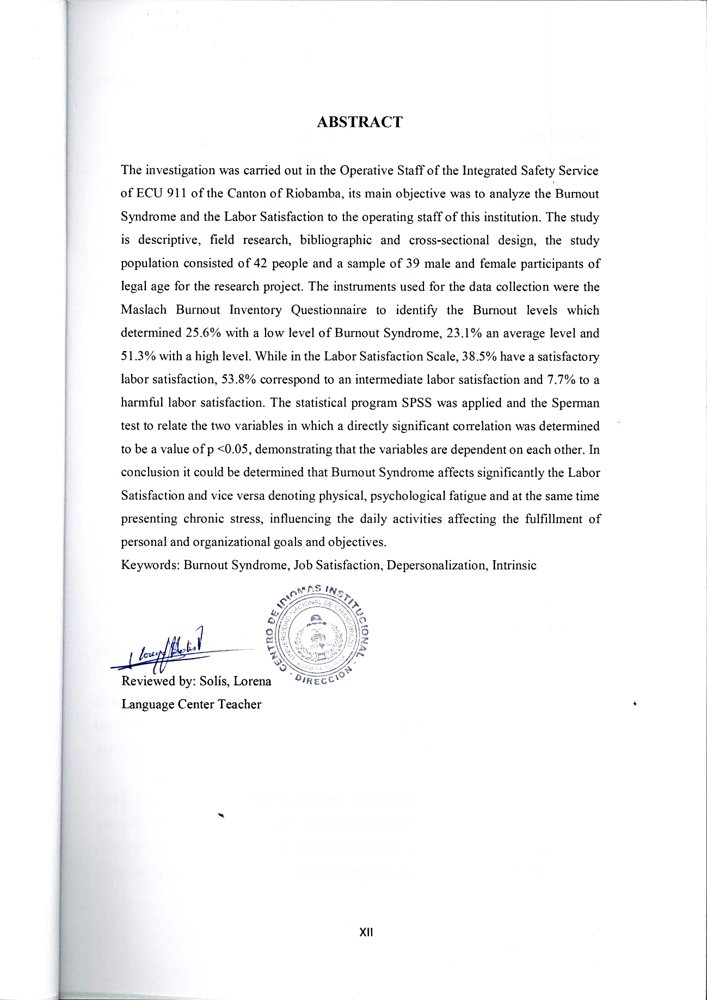 ABSTRACT
The investigation was carried out in the Operative Staff of the Integrated Safety Service
of ECU 911 of the Canton of Riobamba, its main objective was to analyze the Burnout
Syndrome and the Labor Satisfaction to the operating staff of this institution. The study
is descriptive, field research, bibliographic and cross-sectional design, the study
population consisted of 42 people and a sample of 39 male and female participants of
legal age for the research project. The instruments used for the data collection were the
Maslach Burnout Inventory Questionnaire to identify the Burnout levels which
determined 25.6% with a low level of Burnout Syndrome, 23.1% an average level and
51.3% with a high level. While in the Labor Satisfaction Scale, 38.5% have a satisfactory
labor satisfaction, 53.8% correspond to an intermediate labor satisfaction and 7.7% to a
harmful labor satisfaction. The statistical program SPSS was applied and the Sperman
test to relate the two variables in which a directly significant correlation was determined
to be a value of p <0.05, demonstrating that the variables are dependent on each other. In
conclusion it could be determined that Burnout Syndrome affects significantly the Labor
Satisfaction and vice versa denoting physical, psychological fatigue and at the same time
presenting chronic stress, influencing the daily activities affecting the fulfillment of
personal and organizational goals and objectives.
Keywords: Burnout Syndrome, Job Satisfaction, Depersonalization, Intrinsic
CENTRO DE IDIOMAS INSTITUCIONAL
UNIVERSIDAD NACIONAL DE CHIMBORAZO
- DIRECCION -
Reviewed by: Solís, Lorena
Language Center Teacher
XII